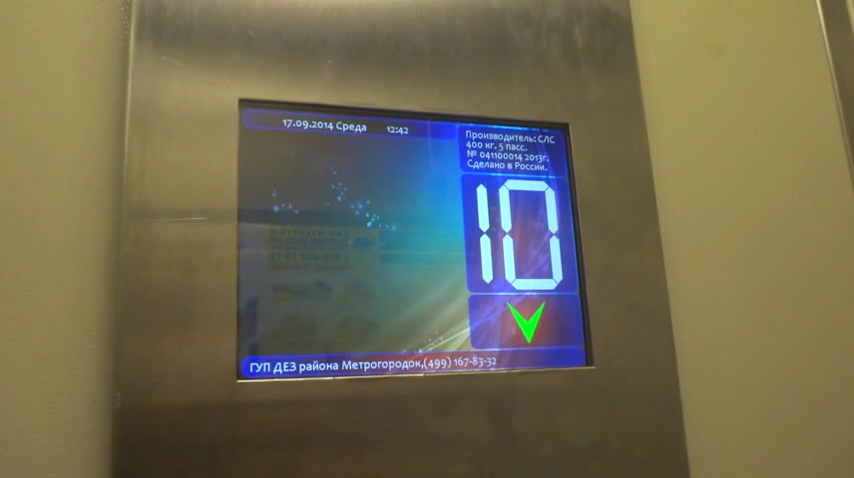 17.09.2014 Среда 12:42
Производитель: СЛС
400 кг. 5 пасс.
№ 041100014 2013г.
Сделано в России.
10
ГУП ДЕЗ района Метрогородок,(499) 167-83-32